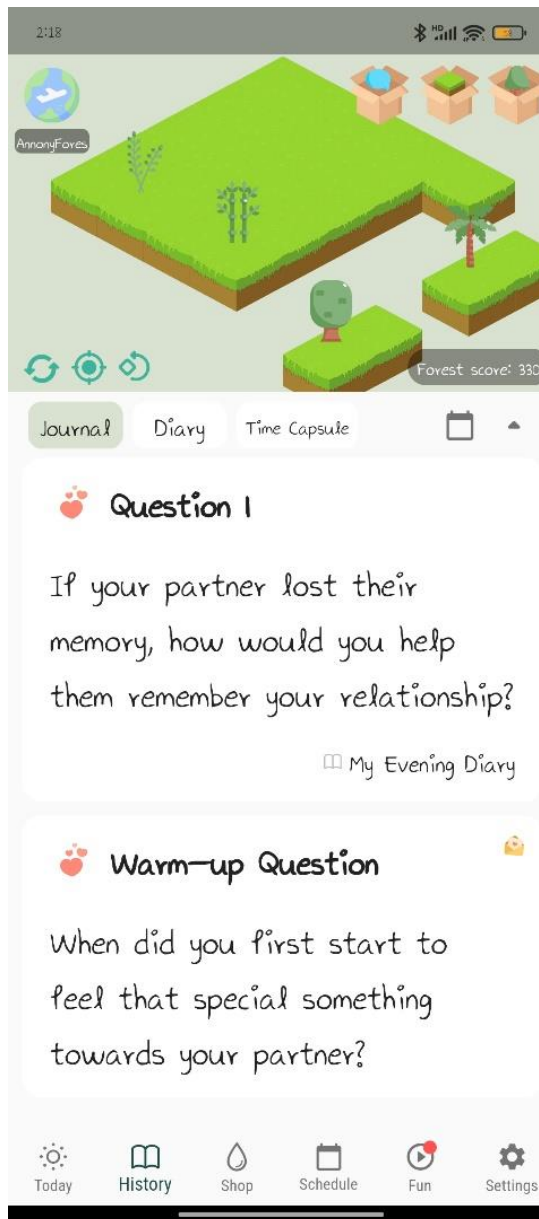 2:18
HD
AnnonyFores
Forest score: 330
Journal
Diary
Time Capsule
Question 1
If your partner lost their
memory, how would you help
them remember your relationship?
My Evening Diary
Warm-up Question
When did you first start to
feel that special something
towards your partner?
Today
History
Shop
Schedule
Fun
Settings